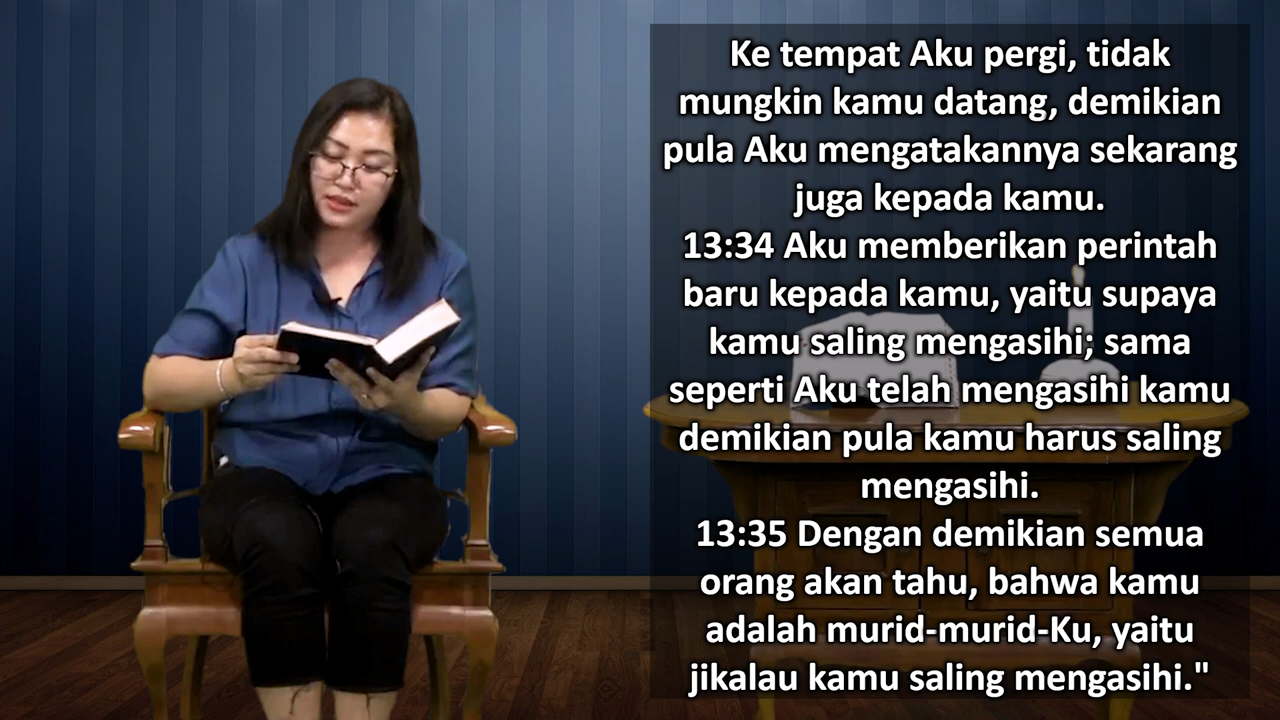 Ke tempat Aku pergi, tidak
mungkin kamu datang, demikian
pula Aku mengatakannya sekarang
juga kepada kamu.
13:34 Aku memberikan perintah
baru kepada kamu, yaitu supaya
kamu saling mengasihi; sama
seperti Aku telah mengasihi kamu
demikian pula kamu harus saling
mengasihi.
13:35 Dengan demikian semua
orang akan tahu, bahwa kamu
adalah murid-murid-Ku, yaitu
jikalau kamu saling mengasihi."